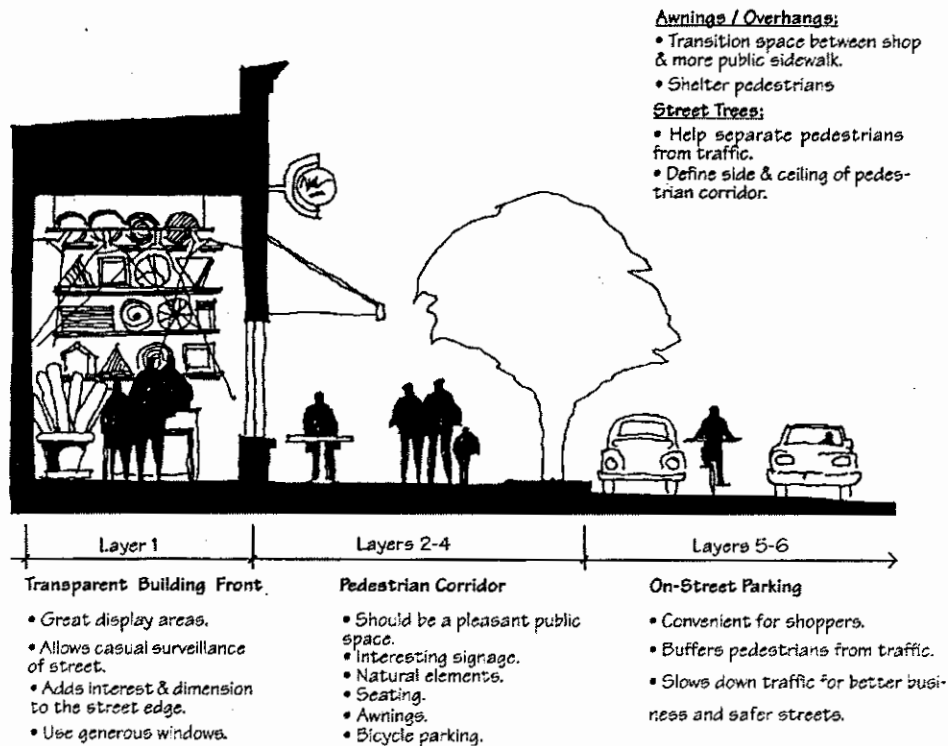 Awnings / Overhangs:
• Transition space between shop
& more public sidewalk.
• Shelter pedestrians
Street Trees:
• Help separate pedestrians
from traffic.
• Define side & ceiling of pedes-
trian corridor.
Layer 1
Transparent Building Front
• Great display areas.
• Allows casual surveillance
of street.
• Adds interest & dimension
to the street edge.
• Use generous windows.
Layers 2-4
Pedestrian Corridor
• Should be a pleasant public
space.
• Interesting signage.
• Natural elements.
• Seating.
• Awnings.
• Bicycle parking.
Layers 5-6
On-Street Parking
• Convenient for shoppers.
• Buffers pedestrians from traffic.
• Slows down traffic for better busi-
ness and safer streets.